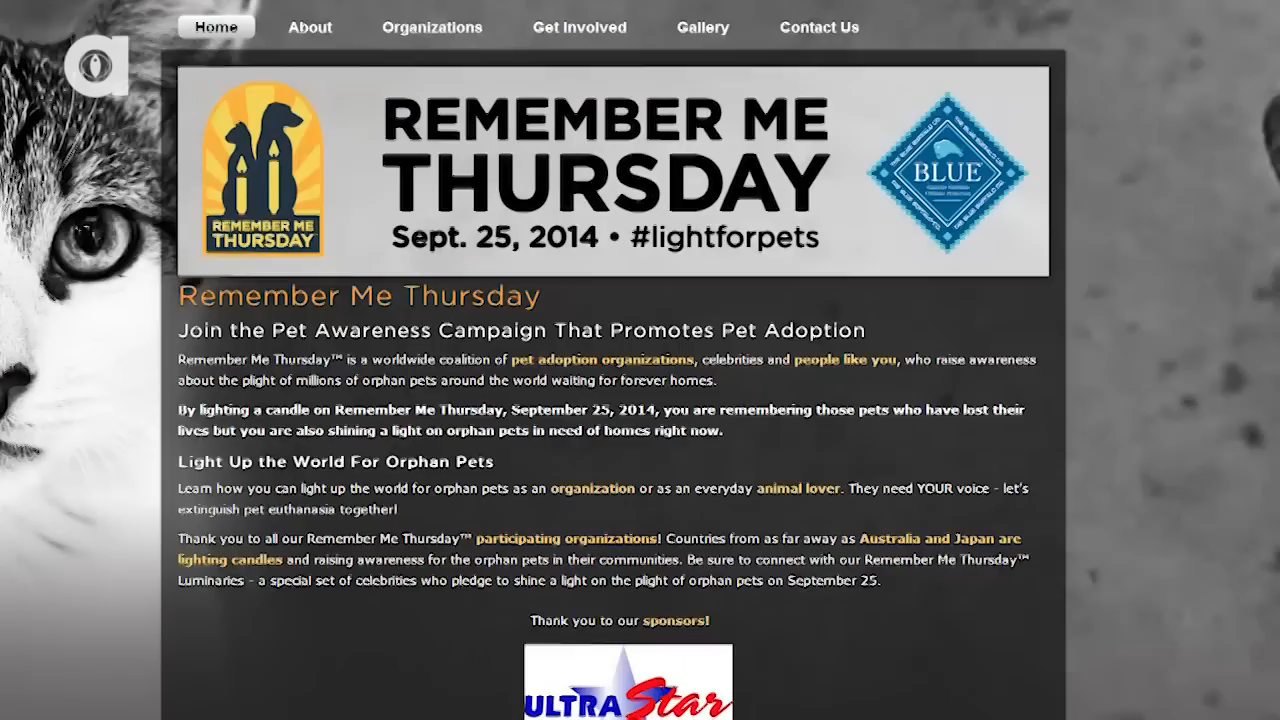 Home About Organizations Get Involved Gallery Contact Us
a
REMEMBER ME
THURSDAY
Sept. 25, 2014 • #lightforpets
REMEMBER ME
THURSDAY
THE BLUE BUFFALO CO.
BLUE
Remember Me Thursday
Join the Pet Awareness Campaign That Promotes Pet Adoption
Remember Me Thursday™ is a worldwide coalition of pet adoption organizations, celebrities and people like you, who raise awareness
about the plight of millions of orphan pets around the world waiting for forever homes.
By lighting a candle on Remember Me Thursday, September 25, 2014, you are remembering those pets who have lost their
lives but you are also shining a light on orphan pets in need of homes right now.
Light Up the World For Orphan Pets
Learn how you can light up the world for orphan pets as an organization or as an everyday animal lover. They need YOUR voice - let's
extinguish pet euthanasia together!
Thank you to all our Remember Me Thursday™ participating organizations! Countries from as far away as Australia and Japan are
lighting candles and raising awareness for the orphan pets in their communities. Be sure to connect with our Remember Me Thursday™
Luminaries - a special set of celebrities who pledge to shine a light on the plight of orphan pets on September 25.
Thank you to our sponsors!
ULTRA Star